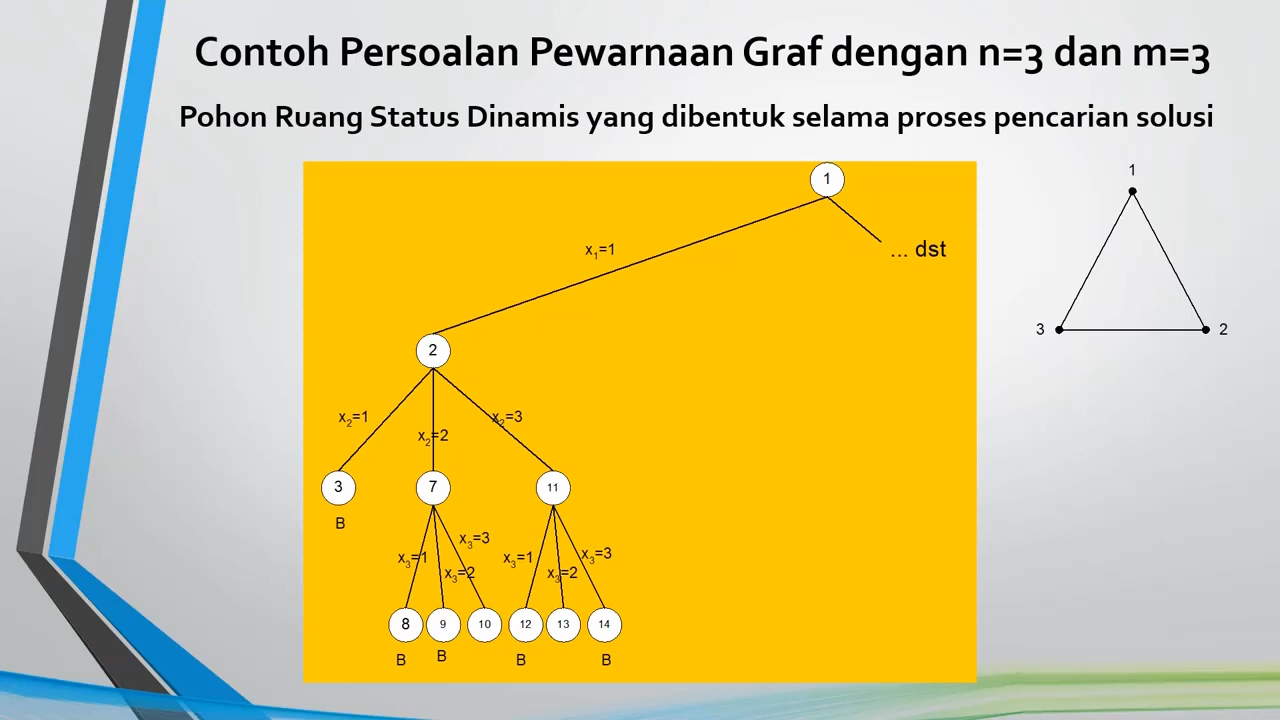 Contoh Persoalan Pewarnaan Graf dengan n=3 dan m=3
Pohon Ruang Status Dinamis yang dibentuk selama proses pencarian solusi
1
1
x₁=1
... dst
3
2
2
x₂=1
x₂=2
x₂=3
3
7
11
B
x₃=1
x₃=2
x₃=3
x₃=1
x₃=2
x₃=3
8
9
10
12
13
14
B
B
B
B